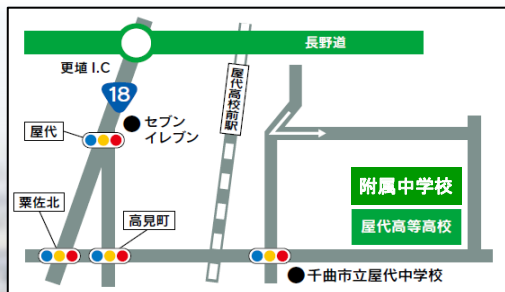 長野道
更埴 I.C
18
屋代高校前駅
セブン
イレブン
屋代
附属中学校
屋代高等高校
粟佐北
高見町
千曲市立屋代中学校